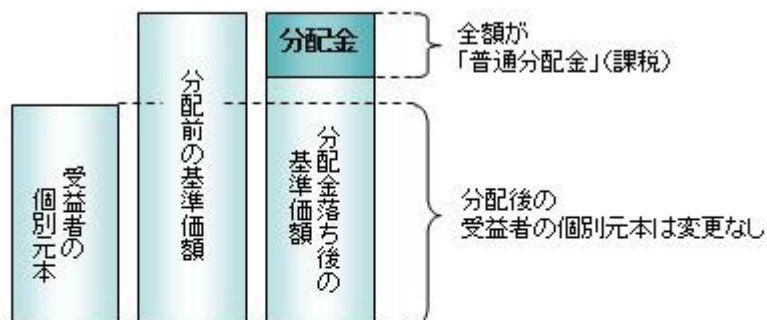 受益者の
個別元本
分配前の基準価額
分配金
分配金落ち後の
基準価額
全額が
「普通分配金」(課税)
分配後の
受益者の個別元本は変更なし